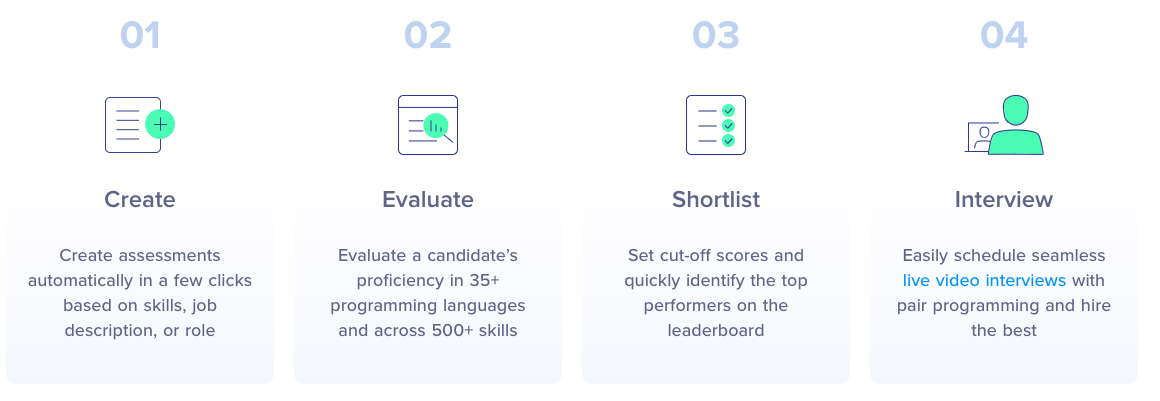 01
Create
Create assessments
automatically in a few clicks
based on skills, job
description, or role
02
Evaluate
Evaluate a candidate’s
proficiency in 35+
programming languages
and across 500+ skills
03
Shortlist
Set cut-off scores and
quickly identify the top
performers on the
leaderboard
04
Interview
Easily schedule seamless
live video interviews with
pair programming and hire
the best